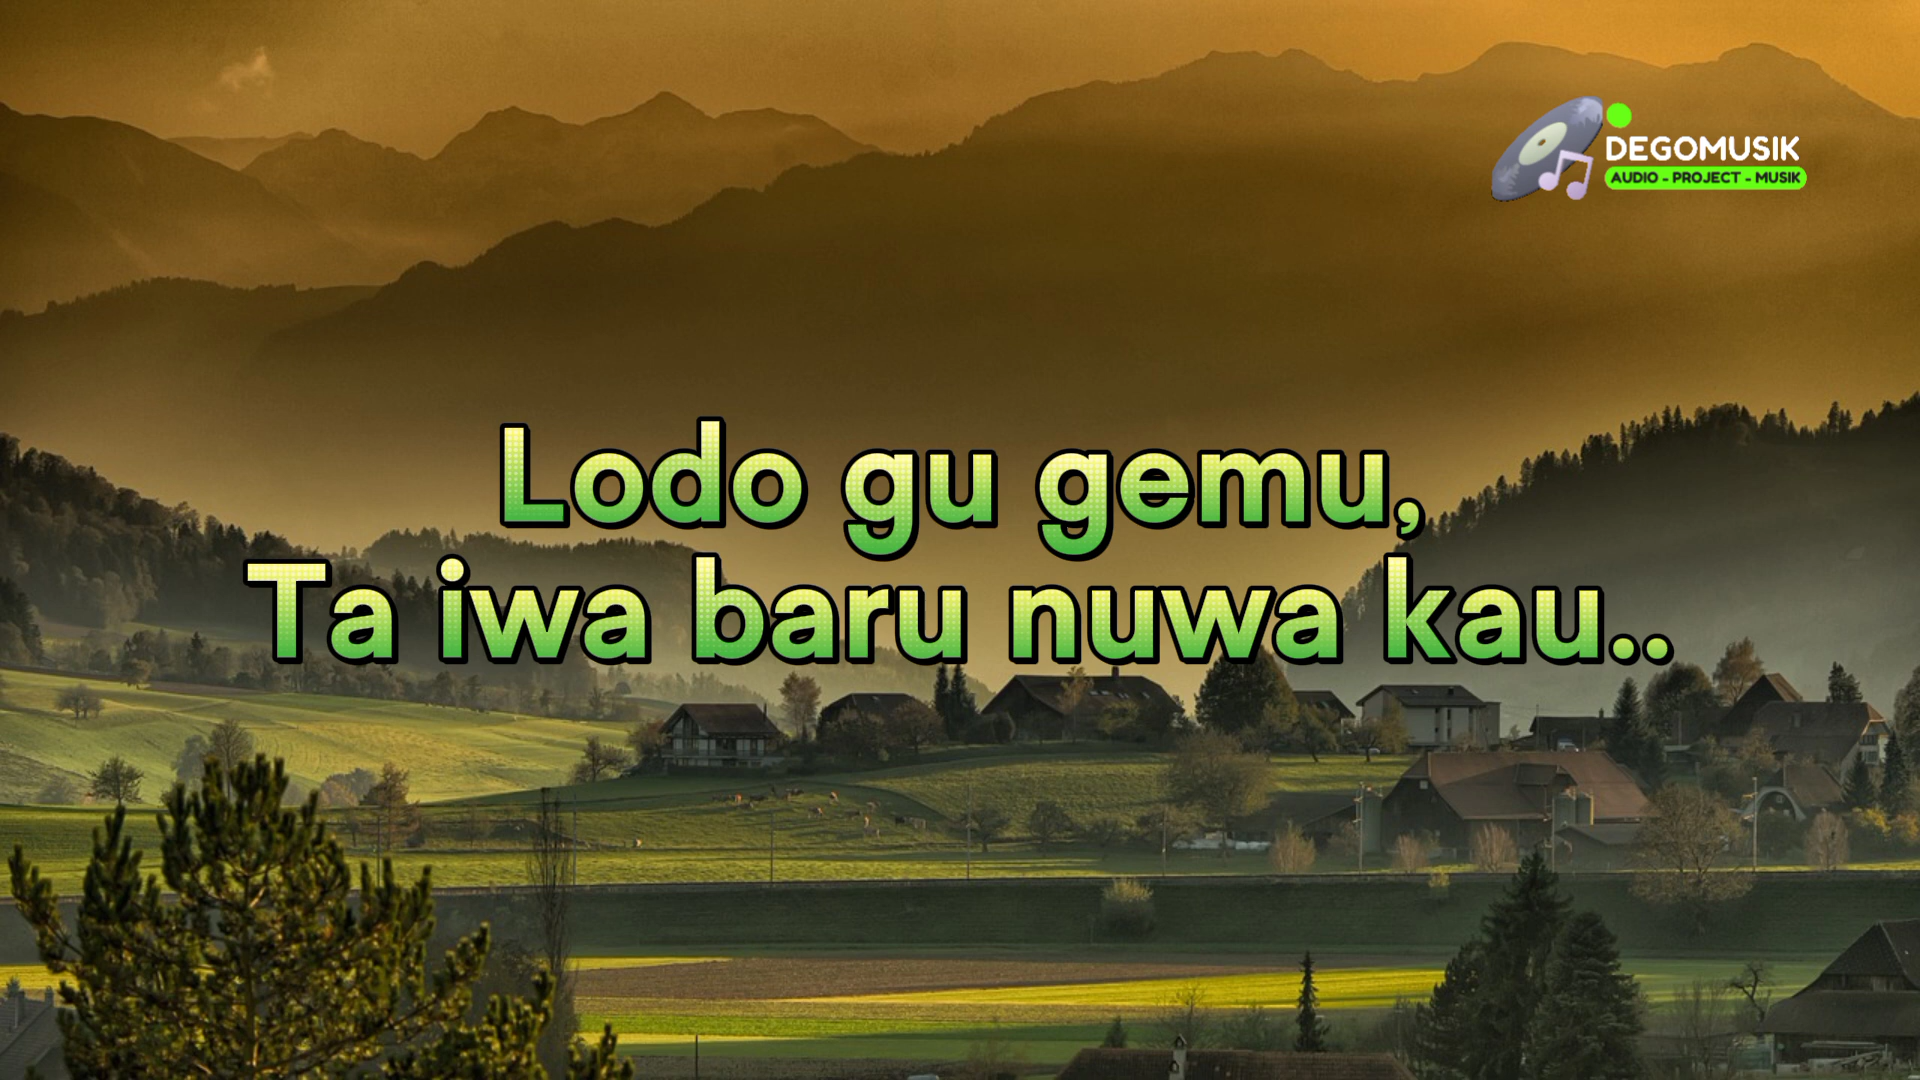 DEGOMUSIK
AUDIO - PROJECT - MUSIK
Lodo gu gemu,
Ta iwa baru nuwa kau..